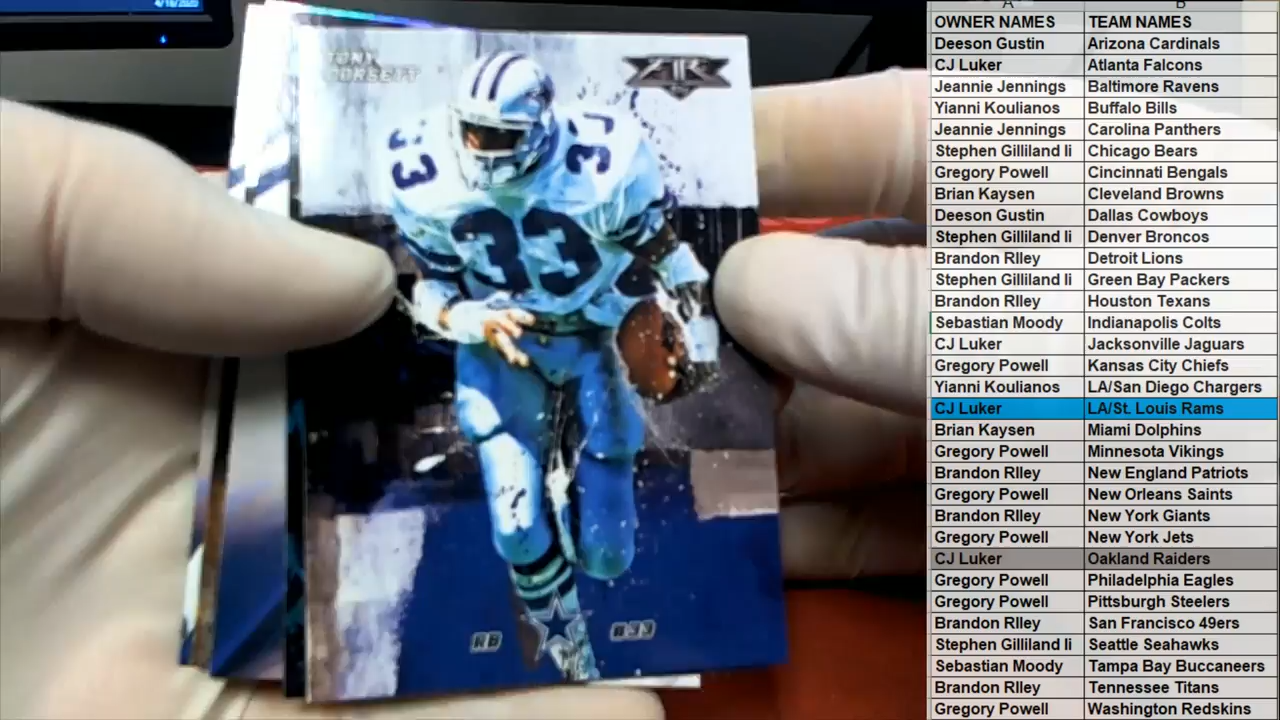 4/18/2020
TONY
DORSETT
FIRE
33
33
33
RB
#33
A B
OWNER NAMES TEAM NAMES
Deeson Gustin Arizona Cardinals
CJ Luker Atlanta Falcons
Jeannie Jennings Baltimore Ravens
Yianni Koulianos Buffalo Bills
Jeannie Jennings Carolina Panthers
Stephen Gilliland Ii Chicago Bears
Gregory Powell Cincinnati Bengals
Brian Kaysen Cleveland Browns
Deeson Gustin Dallas Cowboys
Stephen Gilliland Ii Denver Broncos
Brandon RIley Detroit Lions
Stephen Gilliland Ii Green Bay Packers
Brandon RIley Houston Texans
Sebastian Moody Indianapolis Colts
CJ Luker Jacksonville Jaguars
Gregory Powell Kansas City Chiefs
Yianni Koulianos LA/San Diego Chargers
CJ Luker LA/St. Louis Rams
Brian Kaysen Miami Dolphins
Gregory Powell Minnesota Vikings
Brandon RIley New England Patriots
Gregory Powell New Orleans Saints
Brandon RIley New York Giants
Gregory Powell New York Jets
CJ Luker Oakland Raiders
Gregory Powell Philadelphia Eagles
Gregory Powell Pittsburgh Steelers
Brandon RIley San Francisco 49ers
Stephen Gilliland Ii Seattle Seahawks
Sebastian Moody Tampa Bay Buccaneers
Brandon RIley Tennessee Titans
Gregory Powell Washington Redskins